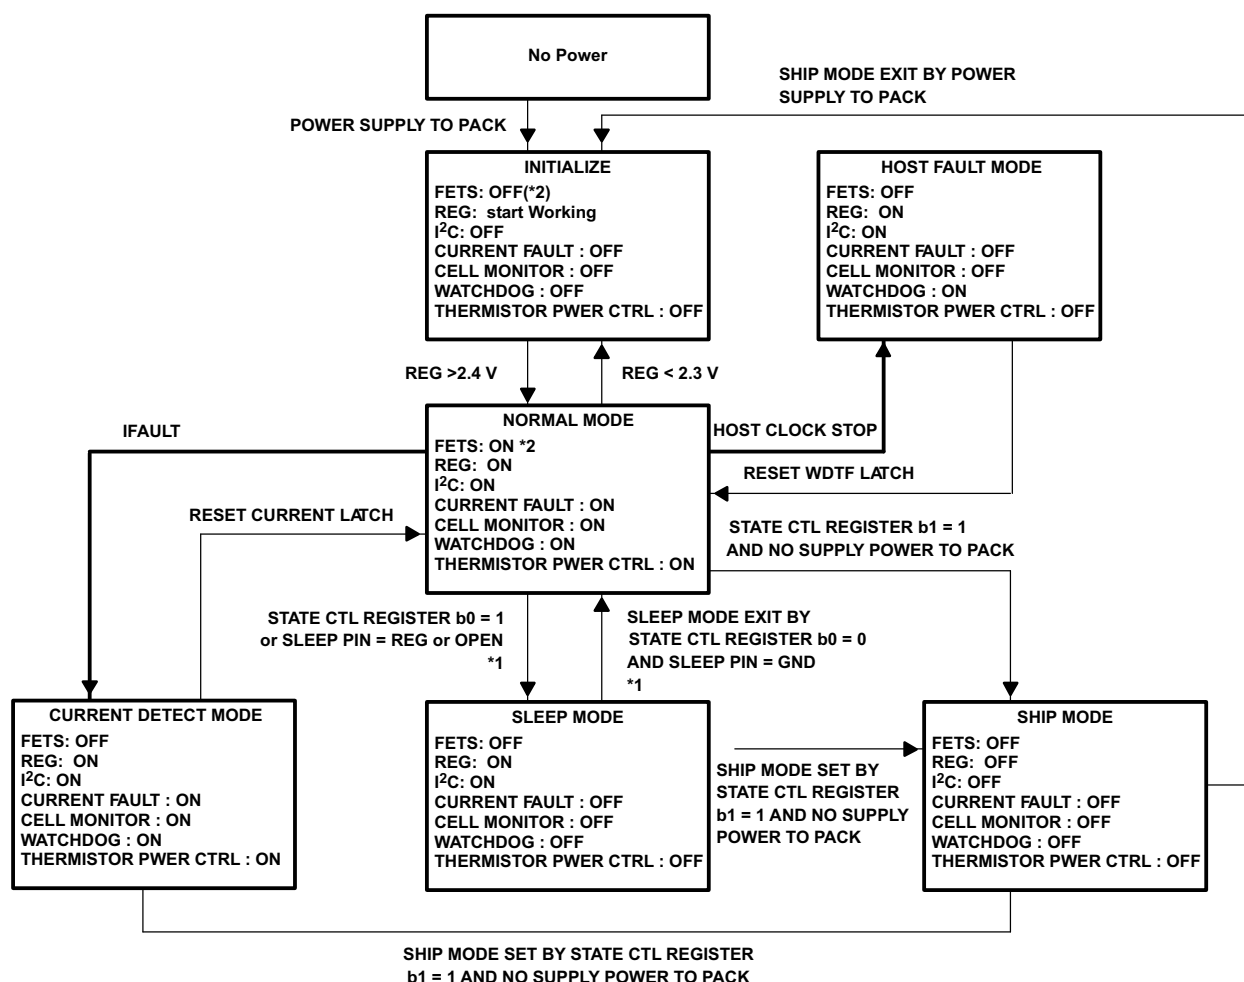 No Power
SHIP MODE EXIT BY POWER
SUPPLY TO PACK
POWER SUPPLY TO PACK
INITIALIZE
FETS: OFF(*2)
REG: start Working
I2C: OFF
CURRENT FAULT : OFF
CELL MONITOR : OFF
WATCHDOG : OFF
THERMISTOR PWER CTRL : OFF
HOST FAULT MODE
FETS: OFF
REG: ON
I2C: ON
CURRENT FAULT : OFF
CELL MONITOR : OFF
WATCHDOG : ON
THERMISTOR PWER CTRL : OFF
REG >2.4 V
REG < 2.3 V
IFAULT
NORMAL MODE
FETS: ON *2
REG: ON
I2C: ON
CURRENT FAULT : ON
CELL MONITOR : ON
WATCHDOG : ON
THERMISTOR PWER CTRL : ON
HOST CLOCK STOP
RESET WDTF LATCH
RESET CURRENT LATCH
STATE CTL REGISTER b1 = 1
AND NO SUPPLY POWER TO PACK
STATE CTL REGISTER b0 = 1
or SLEEP PIN = REG or OPEN
*1
SLEEP MODE EXIT BY
STATE CTL REGISTER b0 = 0
AND SLEEP PIN = GND
*1
CURRENT DETECT MODE
FETS: OFF
REG: ON
I2C: ON
CURRENT FAULT : ON
CELL MONITOR : ON
WATCHDOG : ON
THERMISTOR PWER CTRL : ON
SLEEP MODE
FETS: OFF
REG: ON
I2C: ON
CURRENT FAULT : OFF
CELL MONITOR : OFF
WATCHDOG : OFF
THERMISTOR PWER CTRL : OFF
SHIP MODE SET BY
STATE CTL REGISTER
b1 = 1 AND NO SUPPLY
POWER TO PACK
SHIP MODE
FETS: OFF
REG: OFF
I2C: OFF
CURRENT FAULT : OFF
CELL MONITOR : OFF
WATCHDOG : OFF
THERMISTOR PWER CTRL : OFF
SHIP MODE SET BY STATE CTL REGISTER
b1 = 1 AND NO SUPPLY POWER TO PACK